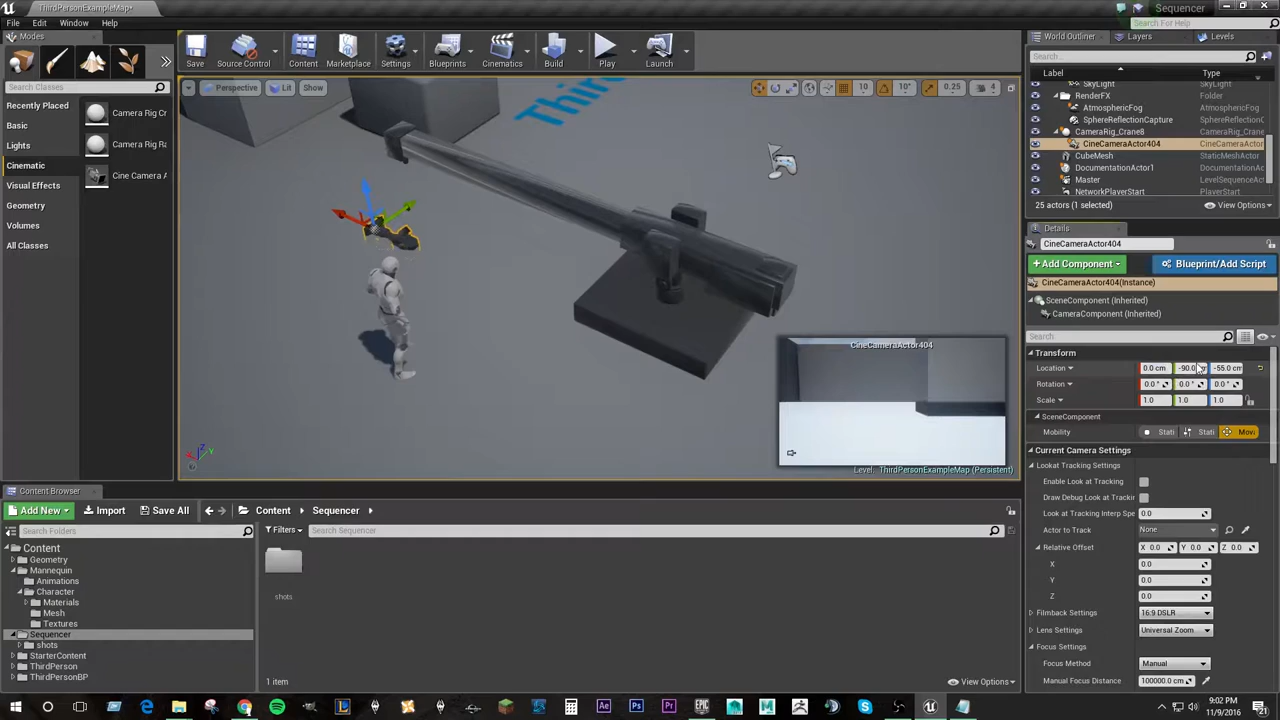 ThirdPersonExampleMap*
Sequencer
File Edit Window Help
Search For Help
Modes
Search Classes
Recently Placed
Basic
Lights
Cinematic
Visual Effects
Geometry
Volumes
All Classes
Camera Rig Cr
Camera Rig Ra
Cine Camera A
Save Source Control Content Marketplace Settings Blueprints Cinematics Build Play Launch
Perspective Lit Show
10 10° 0.25 4
Third
CineCameraActor404
Level: ThirdPersonExampleMap (Persistent)
World Outliner Layers Levels
Search...
Label Type
SkyLight SkyLight
RenderFX Folder
AtmosphericFog AtmosphericFog
SphereReflectionCapture SphereReflectionC
CameraRig_Crane8 CameraRig_Crane
CineCameraActor404 CineCameraActor
CubeMesh StaticMeshActor
DocumentationActor1 DocumentationAct
Master LevelSequenceAct
NetworkPlayerStart PlayerStart
25 actors (1 selected) View Options
Details
CineCameraActor404
+Add Component Blueprint/Add Script
CineCameraActor404(Instance)
SceneComponent (Inherited)
CameraComponent (Inherited)
Search
Transform
Location 0.0 cm -90.0 -55.0 cm
Rotation 0.0° 0.0° 0.0°
Scale 1.0 1.0 1.0
SceneComponent
Mobility Stati Stati Mova
Current Camera Settings
Lookat Tracking Settings
Enable Look at Tracking
Draw Debug Look at Trackin
Look at Tracking Interp Spe 0.0
Actor to Track None
Relative Offset X 0.0 Y 0.0 Z 0.0
X 0.0
Y 0.0
Z 0.0
Filmback Settings 16:9 DSLR
Lens Settings Universal Zoom
Focus Settings
Focus Method Manual
Manual Focus Distance 100000.0 cm
Content Browser
Add New Import Save All Content Sequencer
Search Folders
Filters Search Sequencer
Content
Geometry
Mannequin
Animations
Character
Materials
Mesh
Textures
Sequencer
shots
StarterContent
ThirdPerson
ThirdPersonBP
shots
1 item
View Options
9:02 PM
11/9/2016